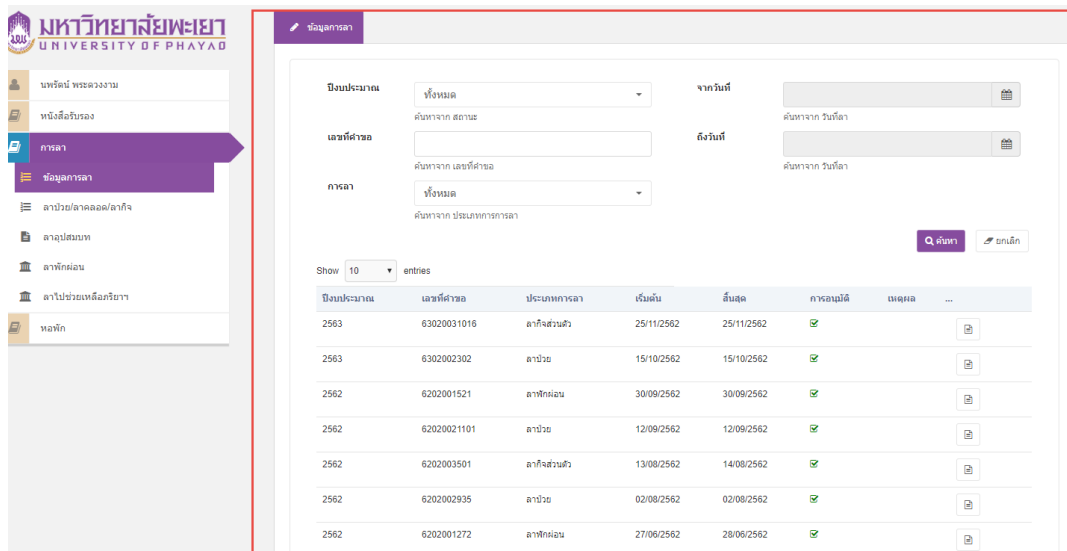 มหาวิทยาลัยพะเยา
UNIVERSITY OF PHAYAO
นพรัตน์ พระดวงงาม
หนังสือรับรอง
การลา
ข้อมูลการลา
ลาป่วย/ลาคลอด/ลากิจ
ลาอุปสมบท
ลาพักผ่อน
ลาไปช่วยเหลือภริยาฯ
หอพัก
ข้อมูลการลา
ปีงบประมาณ ทั้งหมด จากวันที่
ค้นหาจาก สถานะ ค้นหาจาก วันที่ลา
เลขที่คำขอ ถึงวันที่
ค้นหาจาก เลขที่คำขอ ค้นหาจาก วันที่ลา
การลา ทั้งหมด
ค้นหาจาก ประเภทการการลา
ค้นหา ยกเลิก
Show 10 entries
ปีงบประมาณ เลขที่คำขอ ประเภทการลา เริ่มต้น สิ้นสุด การอนุมัติ เหตุผล ...
2563 63020031016 ลากิจส่วนตัว 25/11/2562 25/11/2562
2563 6302002302 ลาป่วย 15/10/2562 15/10/2562
2562 6202001521 ลาพักผ่อน 30/09/2562 30/09/2562
2562 62020021101 ลาป่วย 12/09/2562 12/09/2562
2562 6202003501 ลากิจส่วนตัว 13/08/2562 14/08/2562
2562 6202002935 ลาป่วย 02/08/2562 02/08/2562
2562 6202001272 ลาพักผ่อน 27/06/2562 28/06/2562